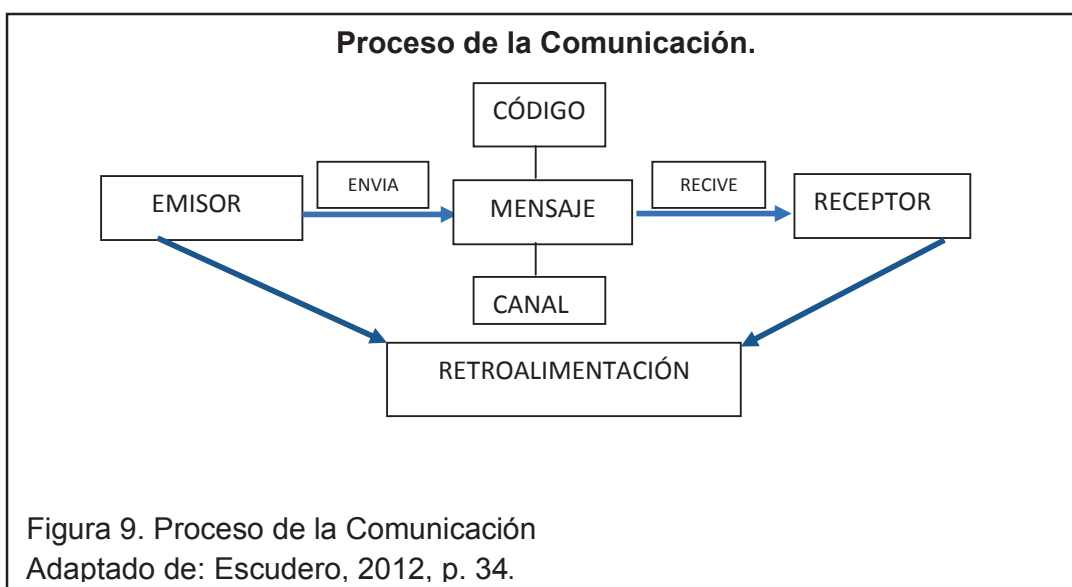 Proceso de la Comunicación.
CÓDIGO
ENVIA
RECIVE
EMISOR
MENSAJE
RECEPTOR
CANAL
RETROALIMENTACIÓN
Figura 9. Proceso de la Comunicación
Adaptado de: Escudero, 2012, p. 34.